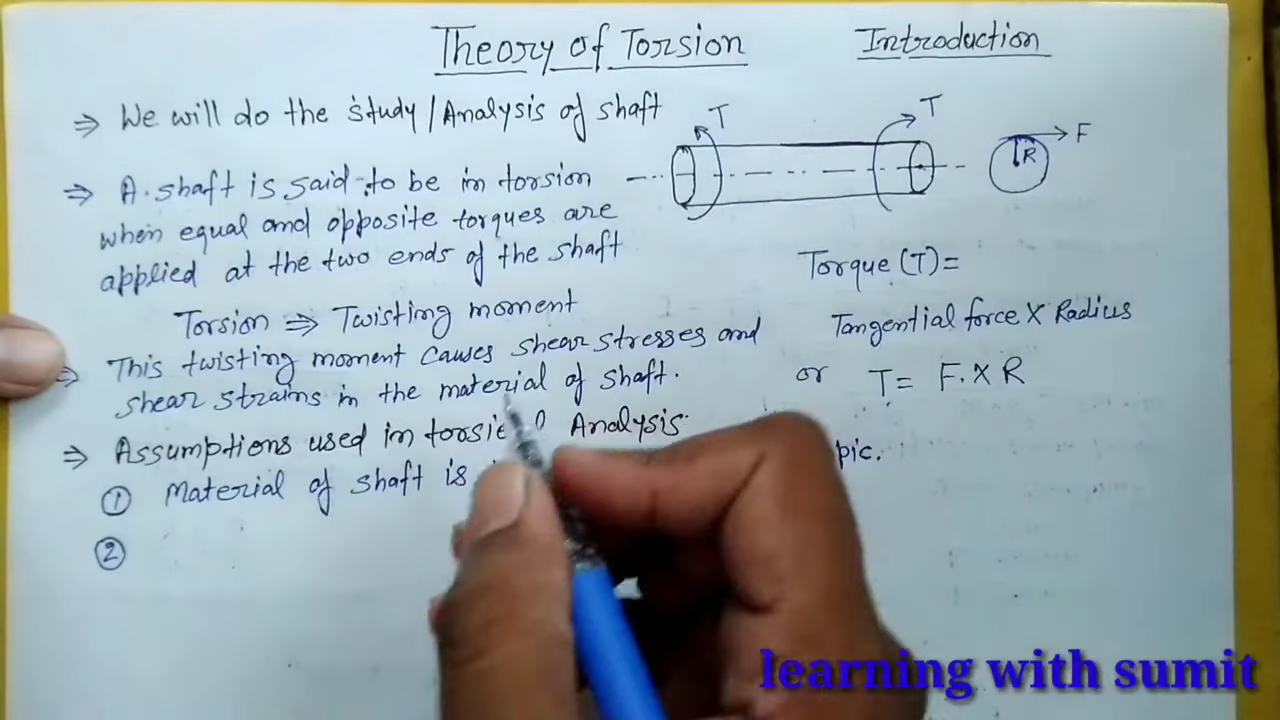 Theory of Torsion Introduction
⇒ We will do the study/Analysis of shaft
⇒ A shaft is said to be in torsion
when equal and opposite torques are
applied at the two ends of the shaft
Torsion ⇒ Twisting moment
⇒ This twisting moment causes shear stresses and
shear strains in the material of shaft.
⇒ Assumptions used in Analysis
① Material of shaft is
②
T T
F
R
Torque (T) =
Tangential force X Radius
or T = F. X R
pic.
learning with sumit